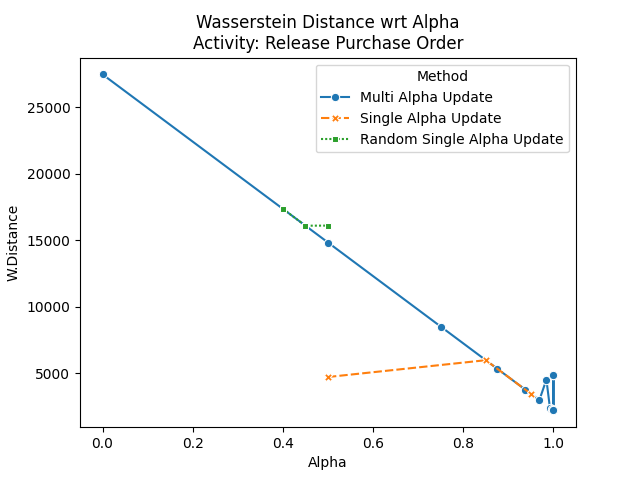 Wasserstein Distance wrt Alpha
Activity: Release Purchase Order
Method
Multi Alpha Update
Single Alpha Update
Random Single Alpha Update
W.Distance
25000
20000
15000
10000
5000
0.0 0.2 0.4 0.6 0.8 1.0
Alpha